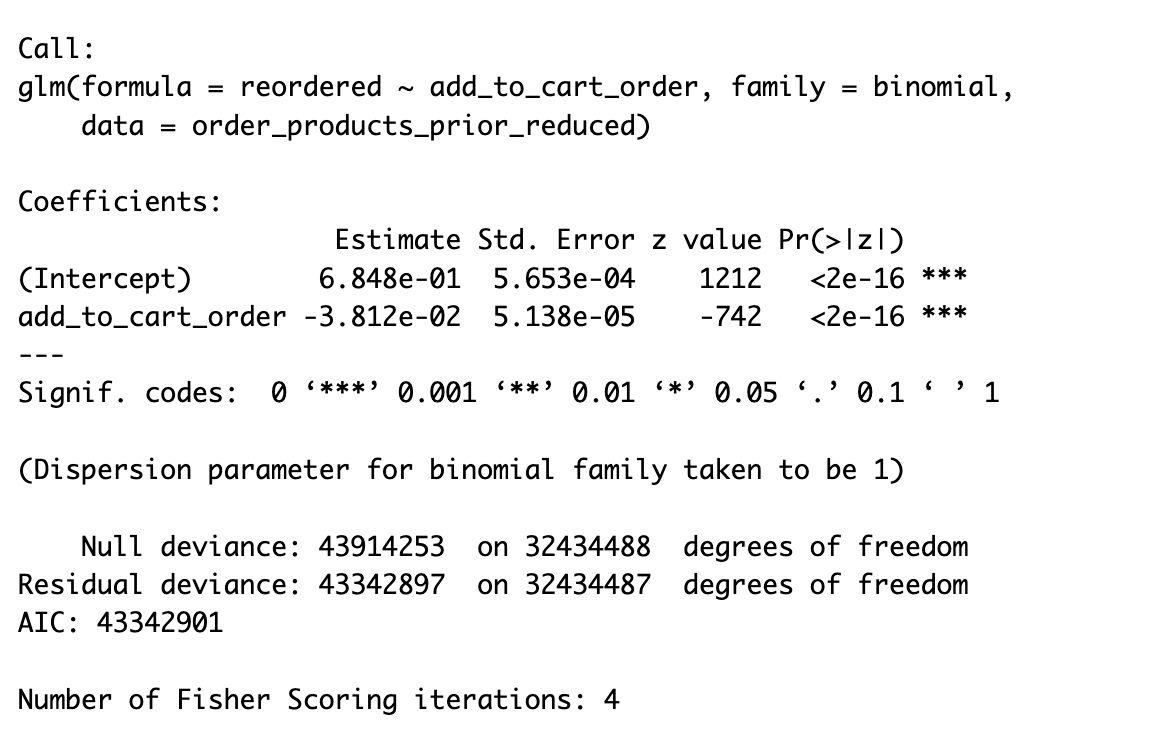 Call:
glm(formula = reordered ~ add_to_cart_order, family = binomial,
    data = order_products_prior_reduced)

Coefficients:
                    Estimate Std. Error z value Pr(>|z|)
(Intercept)        6.848e-01  5.653e-04    1212   <2e-16 ***
add_to_cart_order -3.812e-02  5.138e-05    -742   <2e-16 ***
---
Signif. codes:  0 ‘***’ 0.001 ‘**’ 0.01 ‘*’ 0.05 ‘.’ 0.1 ‘ ’ 1

(Dispersion parameter for binomial family taken to be 1)

    Null deviance: 43914253  on 32434488  degrees of freedom
Residual deviance: 43342897  on 32434487  degrees of freedom
AIC: 43342901

Number of Fisher Scoring iterations: 4